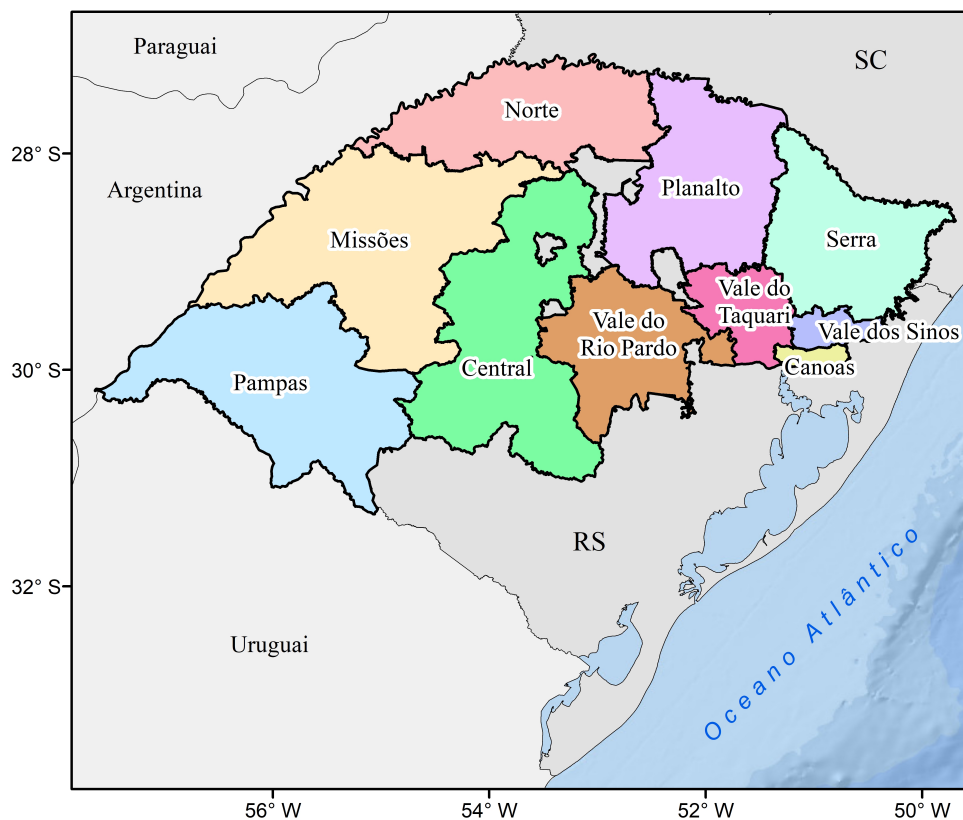 Paraguai
SC
Norte
28° S
Argentina
Planalto
Missões
Serra
Vale do
Taquari
Vale do
Rio Pardo
Vale dos Sinos
30° S
Central
Canoas
Pampas
RS
Oceano Atlântico
32° S
Uruguai
56° W
54° W
52° W
50° W